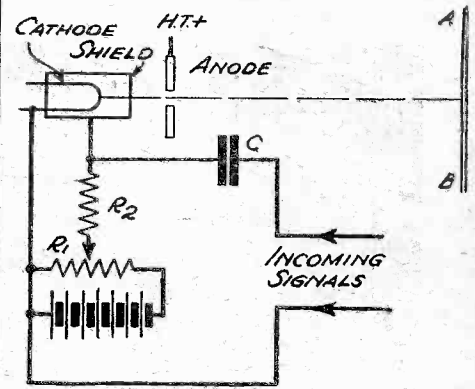 CATHODE
SHIELD
H.T.+
ANODE
A
B
C
R2
R1
INCOMING
SIGNALS